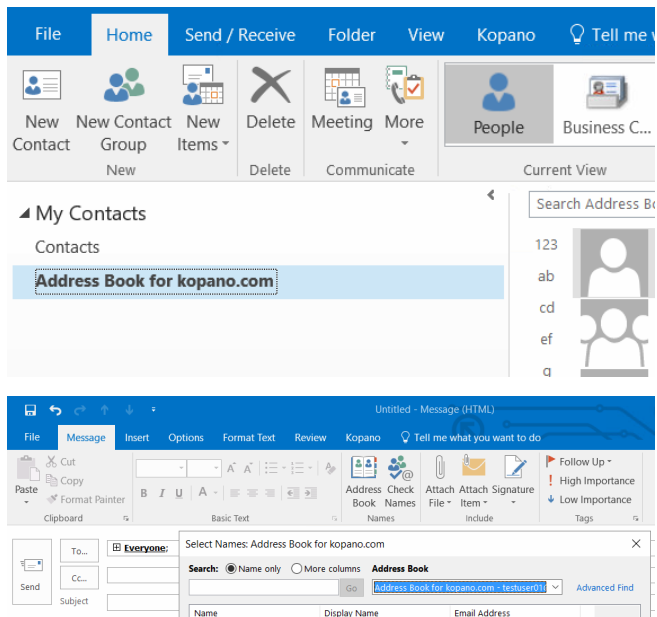 File Home Send / Receive Folder View Kopano Tell me
New Contact New Contact Group New Items Delete Meeting More People Business C...
New Delete Communicate Current View
My Contacts
Search Address Bo
Contacts
123
Address Book for kopano.com
ab
cd
ef
Untitled - Message (HTML)
File Message Insert Options Format Text Review Kopano Tell me what you want to do
Paste Cut Copy Format Painter B I U A Address Book Check Names Attach File Attach Item Signature Follow Up High Importance Low Importance
Clipboard Basic Text Names Include Tags
Send
To... Everyone;
Cc...
Subject
Select Names: Address Book for kopano.com
Search: Name only More columns Address Book
Go Address Book for kopano.com - testuser01 Advanced Find
Name Display Name Email Address